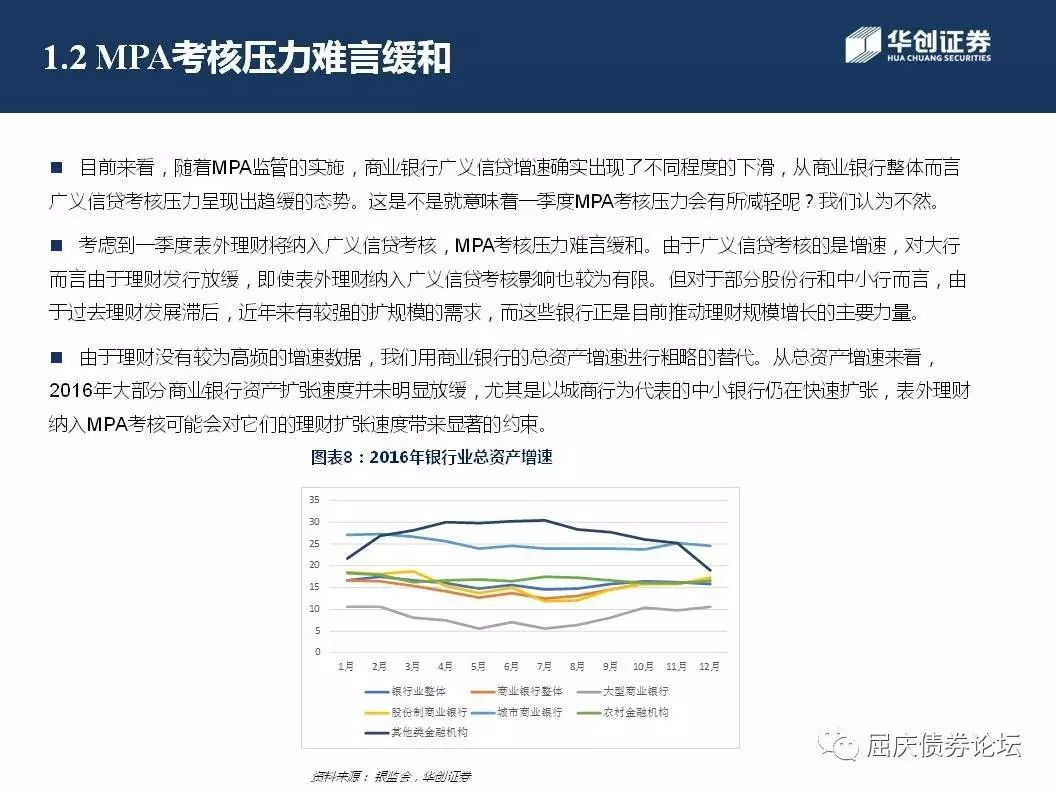 1.2 MPA考核压力难言缓和
华创证券
HUA CHUANG SECURITIES
■ 目前来看，随着MPA监管的实施，商业银行广义信贷增速确实出现了不同程度的下滑，从商业银行整体而言
广义信贷考核压力呈现出趋缓的态势。这是不是就意味着一季度MPA考核压力会有所减轻呢？我们认为不然。
■ 考虑到一季度表外理财将纳入广义信贷考核，MPA考核压力难言缓和。由于广义信贷考核的是增速，对大行
而言由于理财发行放缓，即使表外理财纳入广义信贷考核影响也较为有限。但对于部分股份行和中小行而言，由
于过去理财发展滞后，近年来有较强的扩规模的需求，而这些银行正是目前推动理财规模增长的主要力量。
■ 由于理财没有较为高频的增速数据，我们用商业银行的总资产增速进行粗略的替代。从总资产增速来看，
2016年大部分商业银行资产扩张速度并未明显放缓，尤其是以城商行为代表的中小银行仍在快速扩张，表外理财
纳入MPA考核可能会对它们的理财扩张速度带来显著的约束。
图表8：2016年银行业总资产增速
35
30
25
20
15
10
5
0
1月 2月 3月 4月 5月 6月 7月 8月 9月 10月 11月 12月
银行业整体 商业银行整体 大型商业银行
股份制商业银行 城市商业银行 农村金融机构
其他类金融机构
屈庆债券论坛
资料来源：银监会，华创证券